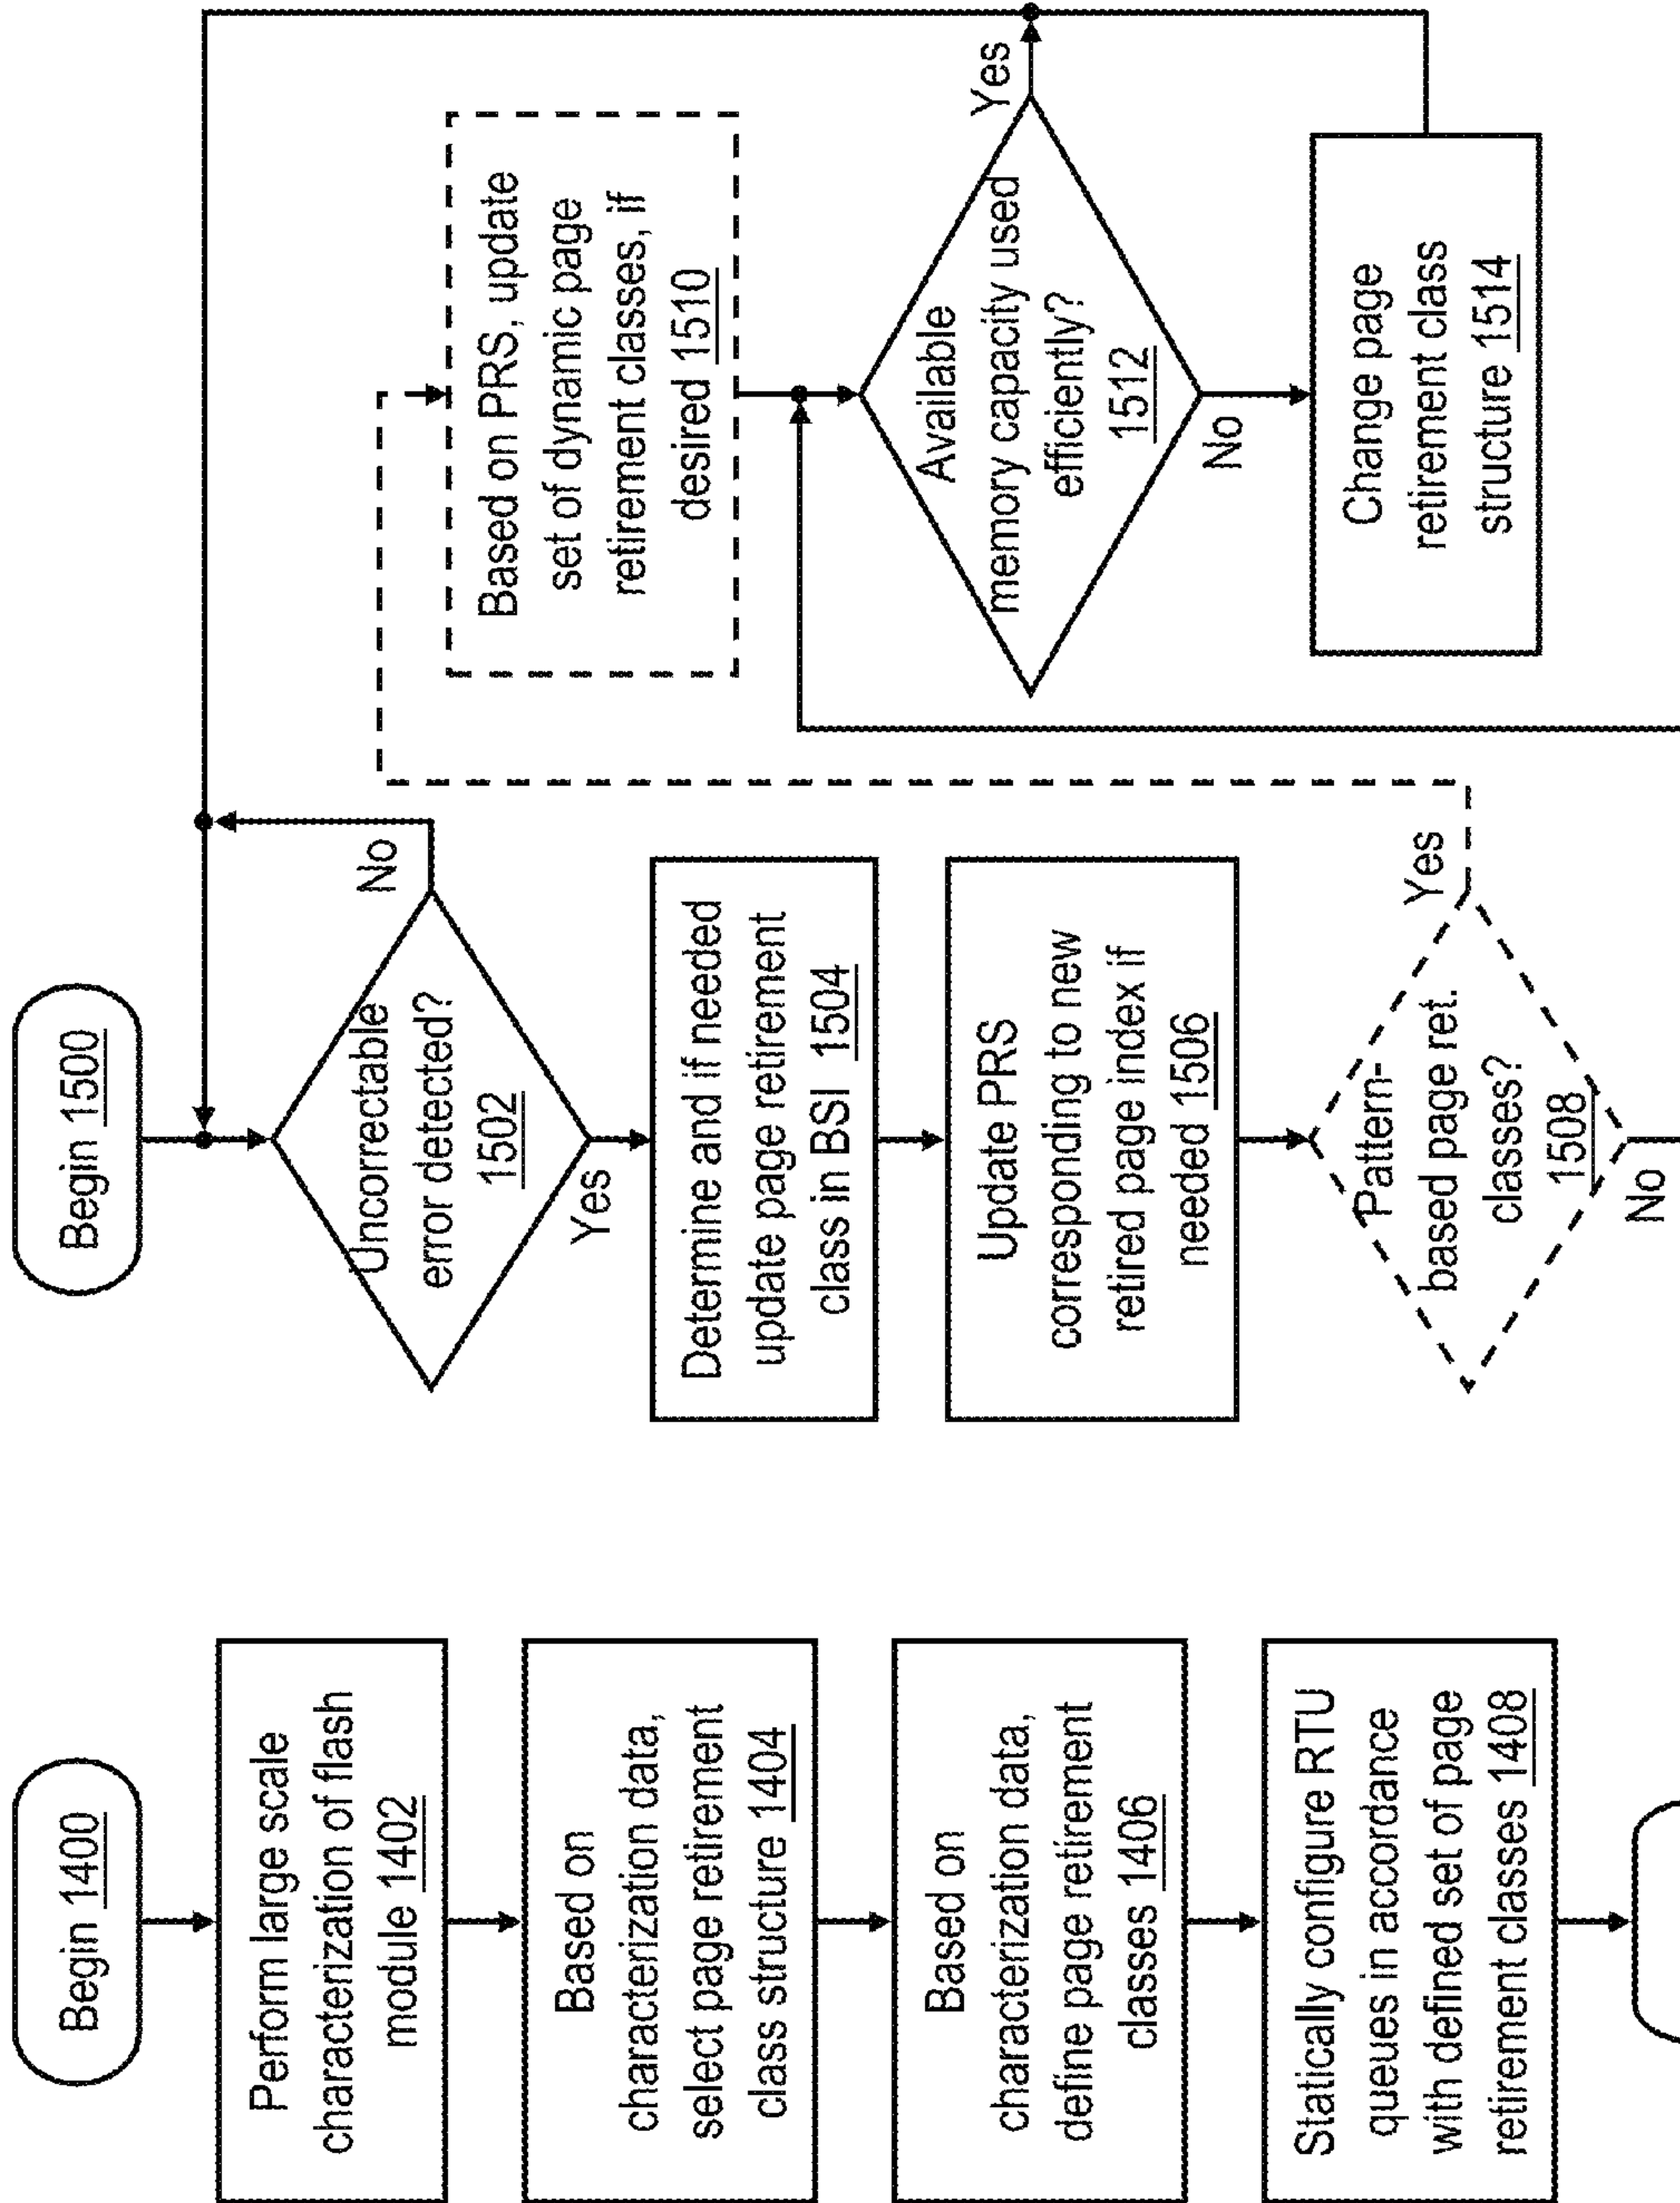 Begin 1400
Perform large scale
characterization of flash
module 1402
Based on
characterization data,
select page retirement
class structure 1404
Based on
characterization data,
define page retirement
classes 1406
Statically configure RTU
queues in accordance
with defined set of page
retirement classes 1408
Begin 1500
Uncorrectable
error detected?
1502
No
Yes
Determine and if needed
update page retirement
class in BSI 1504
Update PRS
corresponding to new
retired page index if
needed 1506
Pattern-
based page ret.
classes?
1508
Yes
No
Based on PRS, update
set of dynamic page
retirement classes, if
desired 1510
Available
memory capacity used
efficiently?
1512
Yes
No
Change page
retirement class
structure 1514